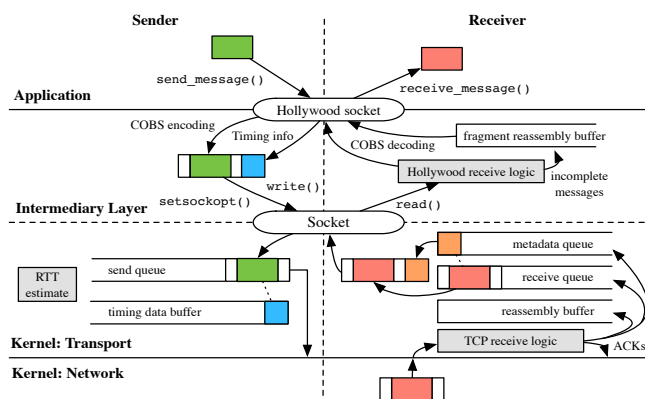 Sender
Receiver
send_message()
receive_message()
Application
Hollywood socket
COBS encoding
Timing info
COBS decoding
fragment reassembly buffer
Hollywood receive logic
incomplete
messages
write()
setsockopt()
read()
Intermediary Layer
Socket
metadata queue
RTT
estimate
send queue
receive queue
timing data buffer
reassembly buffer
TCP receive logic
ACKs
Kernel: Transport
Kernel: Network